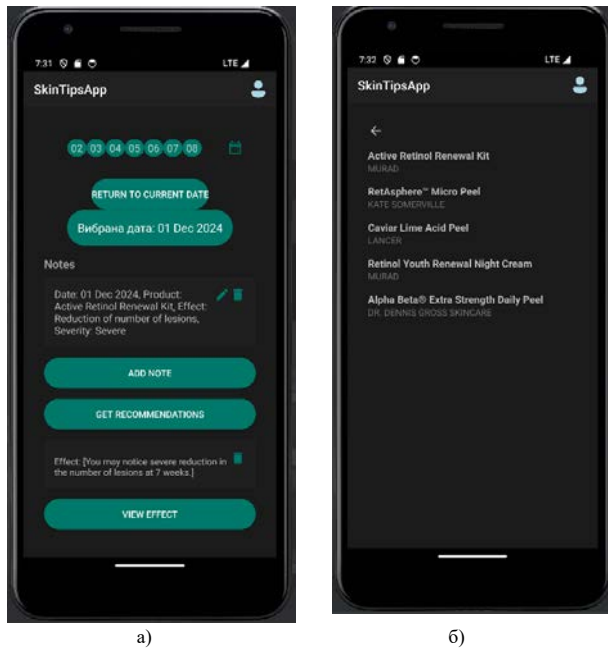 7:31
LTE
SkinTipsApp
02 03 04 05 06 07 08
RETURN TO CURRENT DATE
Вибрана дата: 01 Dec 2024
Notes
Date: 01 Dec 2024, Product:
Active Retinol Renewal Kit, Effect:
Reduction of number of lesions,
Severity: Severe
ADD NOTE
GET RECOMMENDATIONS
Effect: [You may notice severe reduction in
the number of lesions at 7 weeks.]
VIEW EFFECT
а)
7:32
LTE
SkinTipsApp
Active Retinol Renewal Kit
MURAD
RetAsphere™ Micro Peel
KATE SOMERVILLE
Caviar Lime Acid Peel
LANCER
Retinol Youth Renewal Night Cream
MURAD
Alpha Beta® Extra Strength Daily Peel
DR. DENNIS GROSS SKINCARE
б)